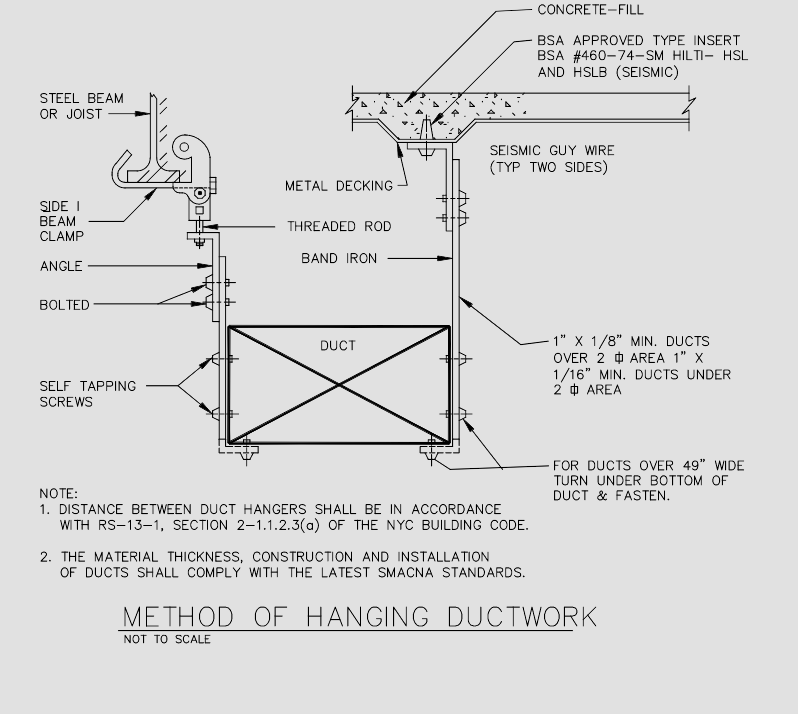 CONCRETE-FILL
BSA APPROVED TYPE INSERT
BSA #460-74-SM HILTI- HSL
AND HSLB (SEISMIC)
STEEL BEAM
OR JOIST
SEISMIC GUY WIRE
(TYP TWO SIDES)
METAL DECKING
SIDE I
BEAM
CLAMP
THREADED ROD
BAND IRON
ANGLE
BOLTED
DUCT
1" X 1/8" MIN. DUCTS
OVER 2 ⏍ AREA 1" X
1/16" MIN. DUCTS UNDER
2 ⏍ AREA
SELF TAPPING
SCREWS
FOR DUCTS OVER 49" WIDE
TURN UNDER BOTTOM OF
DUCT & FASTEN.
NOTE:
1. DISTANCE BETWEEN DUCT HANGERS SHALL BE IN ACCORDANCE
WITH RS-13-1, SECTION 2-1.1.2.3(a) OF THE NYC BUILDING CODE.
2. THE MATERIAL THICKNESS, CONSTRUCTION AND INSTALLATION
OF DUCTS SHALL COMPLY WITH THE LATEST SMACNA STANDARDS.
METHOD OF HANGING DUCTWORK
NOT TO SCALE